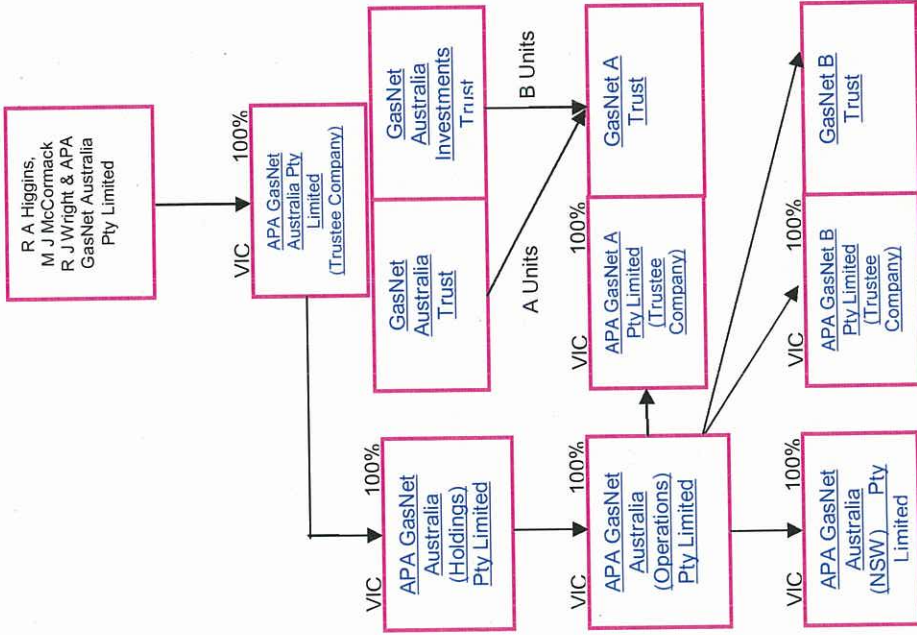 R A Higgins,
M J McCormack
R J Wright & APA
GasNet Australia
Pty Limited
VIC 100%
APA GasNet
Australia Pty
Limited
(Trustee Company)
GasNet
Australia
Trust
GasNet
Australia
Investments
Trust
A Units
B Units
VIC 100%
APA GasNet
Australia
(Holdings)
Pty Limited
VIC 100%
APA GasNet
Australia
(Operations)
Pty Limited
VIC 100%
APA GasNet A
Pty Limited
(Trustee
Company)
GasNet A
Trust
VIC 100%
APA GasNet
Australia
(NSW) Pty
Limited
VIC 100%
APA GasNet B
Pty Limited
(Trustee
Company)
GasNet B
Trust